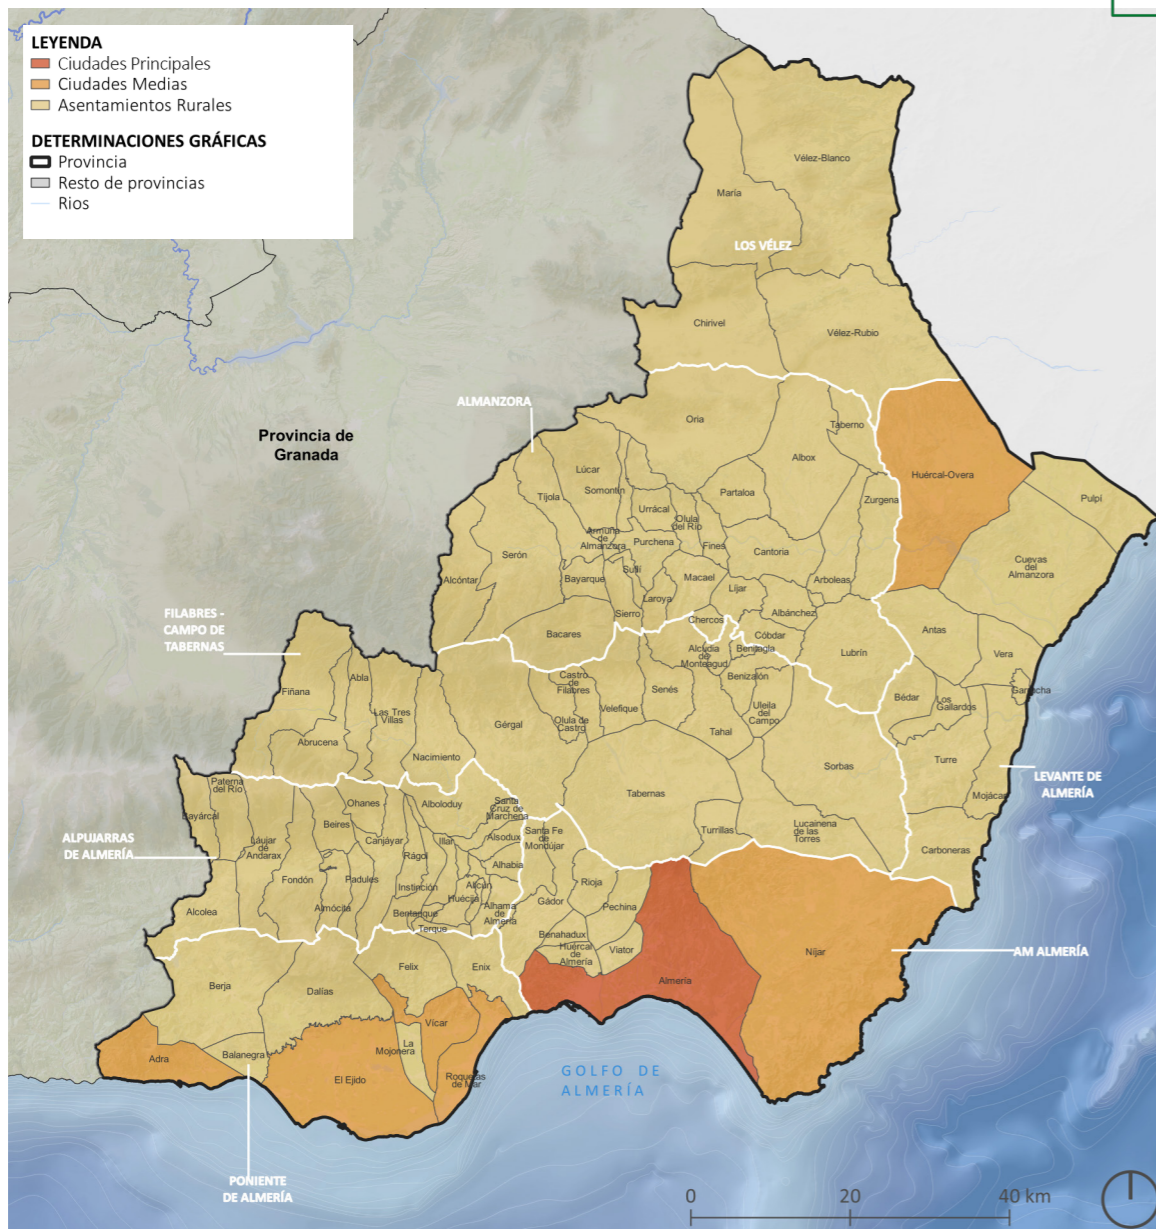 LEYENDA
Ciudades Principales
Ciudades Medias
Asentamientos Rurales
DETERMINACIONES GRÁFICAS
Provincia
Resto de provincias
Rios
Vélez-Blanco
María
LOS VÉLEZ
Chirivel
Vélez-Rubio
ALMANZORA
Provincia de
Granada
Oria
Taberno
Albox
Huércal-Overa
Lúcar
Tíjola
Somontín
Partaloa
Zurgena
Pulpí
Urrácal
Olula
del Río
Armuña
de
Almanzora
Purchena
Fines
Cantoria
Serón
Cuevas
del
Almanzora
Alcóntar
Bayarque
Suflí
Macael
Líjar
Arboleas
Laroya
Sierro
Chercos
Albánchez
FILABRES -
CAMPO DE
TABERNAS
Bacares
Cóbdar
Antas
Alcudia
de
Monteagud
Benitagla
Lubrín
Vera
Fiñana
Abla
Castro
de
Filabres
Senés
Benizalón
Garrucha
Bédar
Los
Gallardos
Las Tres
Villas
Velefique
Uleila
del
Campo
Gérgal
Olula de
Castro
Tahal
Abrucena
Nacimiento
Turre
Sorbas
LEVANTE DE
ALMERÍA
Paterna
del Río
Bayárcal
Tabernas
Mojácar
Ohanes
Alboloduy
Santa
Cruz de
Marchena
Beires
Lucainena
de las
Torres
Turrillas
ALPUJARRAS
DE ALMERÍA
Láujar
de
Andarax
Canjáyar
Illar
Alsodux
Santa Fe
de
Mondújar
Carboneras
Rágol
Alhabia
Fondón
Padules
Instinción
Alicún
Rioja
Huécija
Gádor
Alcolea
Almócita
Bentarique
Alhama
de
Almería
Pechina
Terque
Benahadux
Huércal
de
Almería
Viator
AM ALMERÍA
Níjar
Felix
Enix
Almería
Berja
Dalías
Vícar
La
Mojonera
Adra
Balanegra
El Ejido
Roquetas
de Mar
GOLFO DE
ALMERÍA
PONIENTE
DE ALMERÍA
0 20 40 km